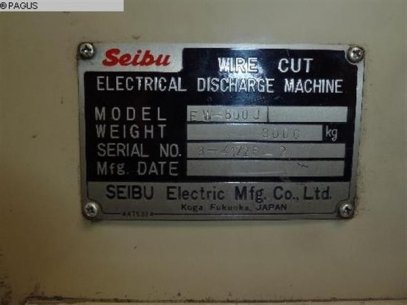 © PAGUS
Seibu WIRE CUT
ELECTRICAL DISCHARGE MACHINE
MODEL
WEIGHT 3000 kg
SERIAL NO.
Mfg. DATE
SEIBU Electric Mfg. Co., Ltd.
Koga, Fukuoka, JAPAN